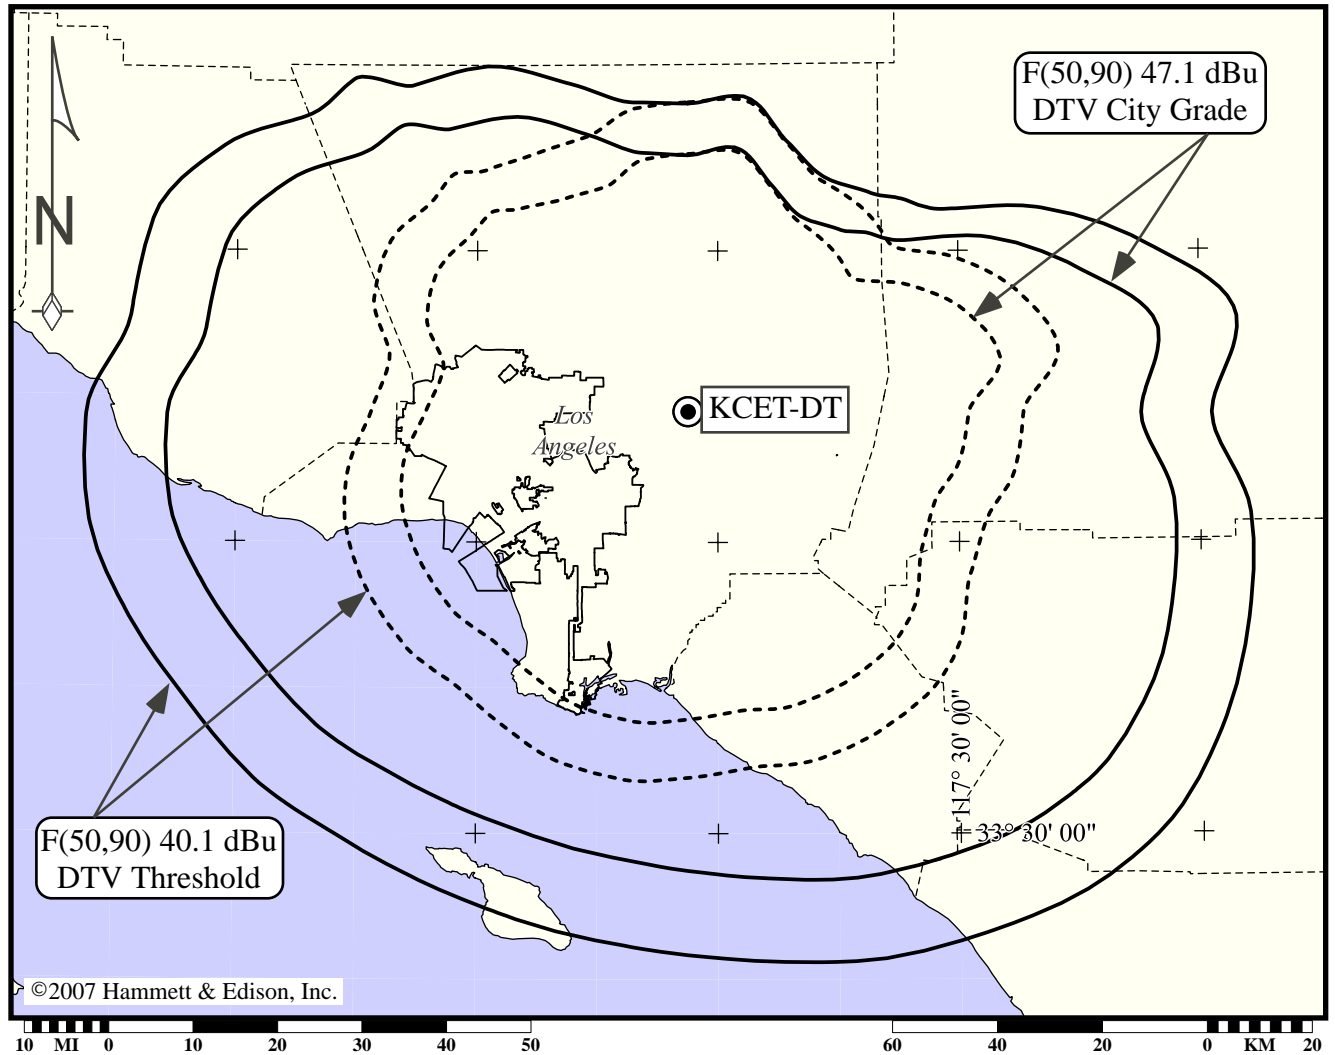 F(50,90) 47.1 dBu
DTV City Grade
N
KCET-DT
Los
Angeles
117° 30' 00"
33° 30' 00"
F(50,90) 40.1 dBu
DTV Threshold
©2007 Hammett & Edison, Inc.
10 MI 0 10 20 30 40 50 60 40 20 0 KM 20